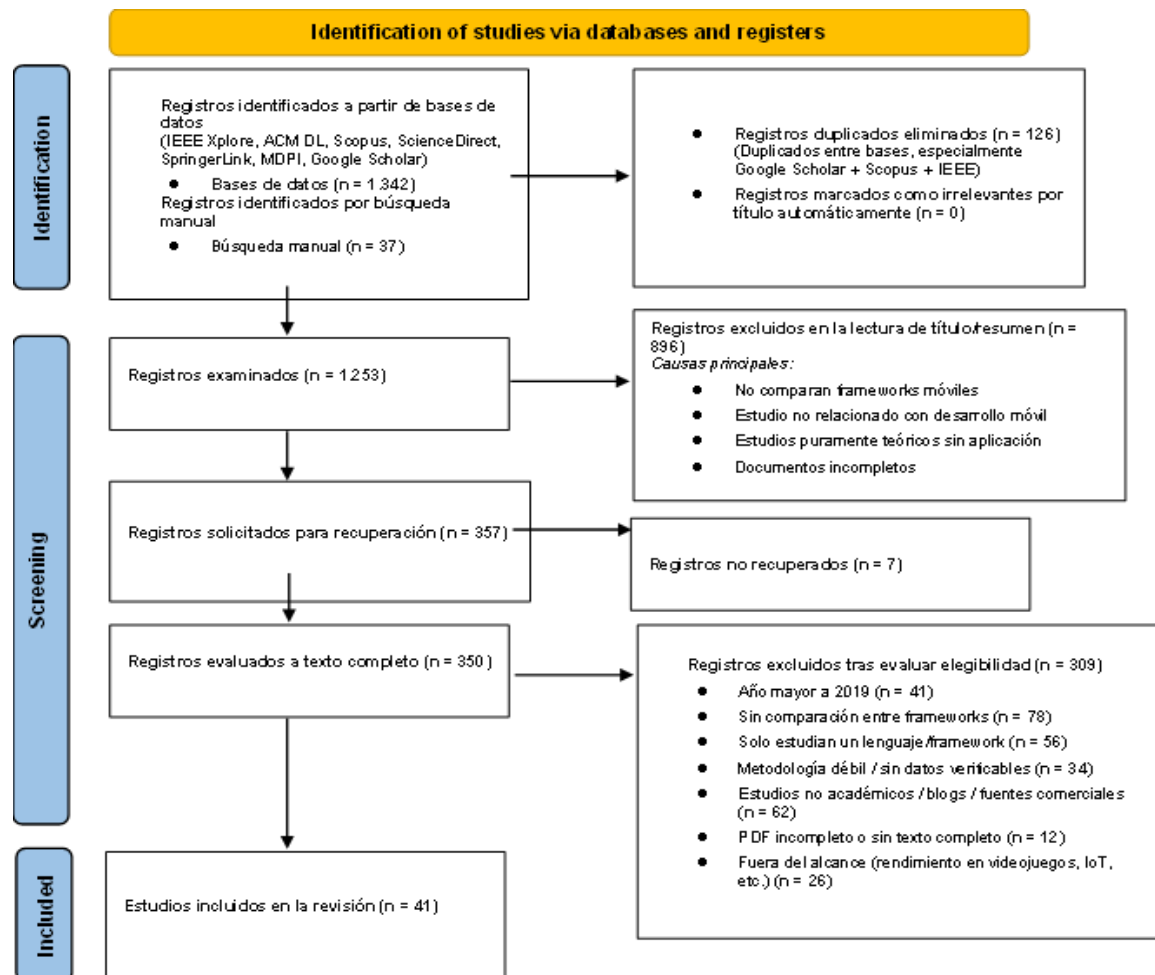 Identification of studies via databases and registers
Identification
Registros identificados a partir de bases de
datos
(IEEE Xplore, ACM DL, Scopus, ScienceDirect,
SpringerLink, MDPI, Google Scholar)
● Bases de datos (n = 1.342)
Registros identificados por búsqueda
manual
● Búsqueda manual (n = 37)
● Registros duplicados eliminados (n = 126)
(Duplicados entre bases, especialmente
Google Scholar + Scopus + IEEE)
● Registros marcados como irrelevantes por
título automáticamente (n = 0)
Screening
Registros examinados (n = 1.253)
Registros excluidos en la lectura de título/resumen (n =
896)
Causas principales:
● No comparan frameworks móviles
● Estudio no relacionado con desarrollo móvil
● Estudios puramente teóricos sin aplicación
● Documentos incompletos
Registros solicitados para recuperación (n = 357)
Registros no recuperados (n = 7)
Registros evaluados a texto completo (n = 350)
Registros excluidos tras evaluar elegibilidad (n = 309)
● Año mayor a 2019 (n = 41)
● Sin comparación entre frameworks (n = 78)
● Solo estudian un lenguaje/framework (n = 56)
● Metodología débil / sin datos verificables (n = 34)
● Estudios no académicos / blogs / fuentes comerciales
(n = 62)
● PDF incompleto o sin texto completo (n = 12)
● Fuera del alcance (rendimiento en videojuegos, IoT,
etc.) (n = 26)
Included
Estudios incluidos en la revisión (n = 41)